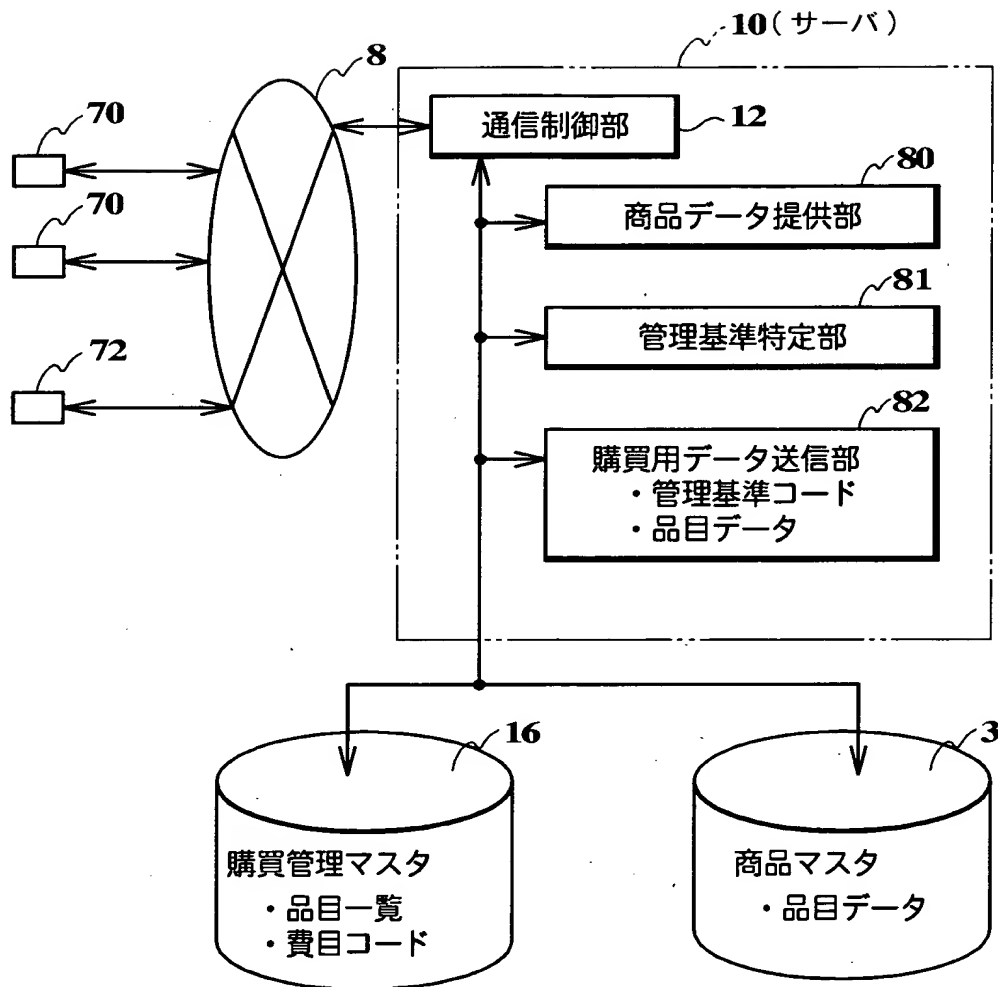 10(サーバ)
8
70
通信制御部
12
80
70
商品データ提供部
81
管理基準特定部
72
82
購買用データ送信部
・管理基準コード
・品目データ
16
3
購買管理マスタ
・品目一覧
・費目コード
商品マスタ
・品目データ